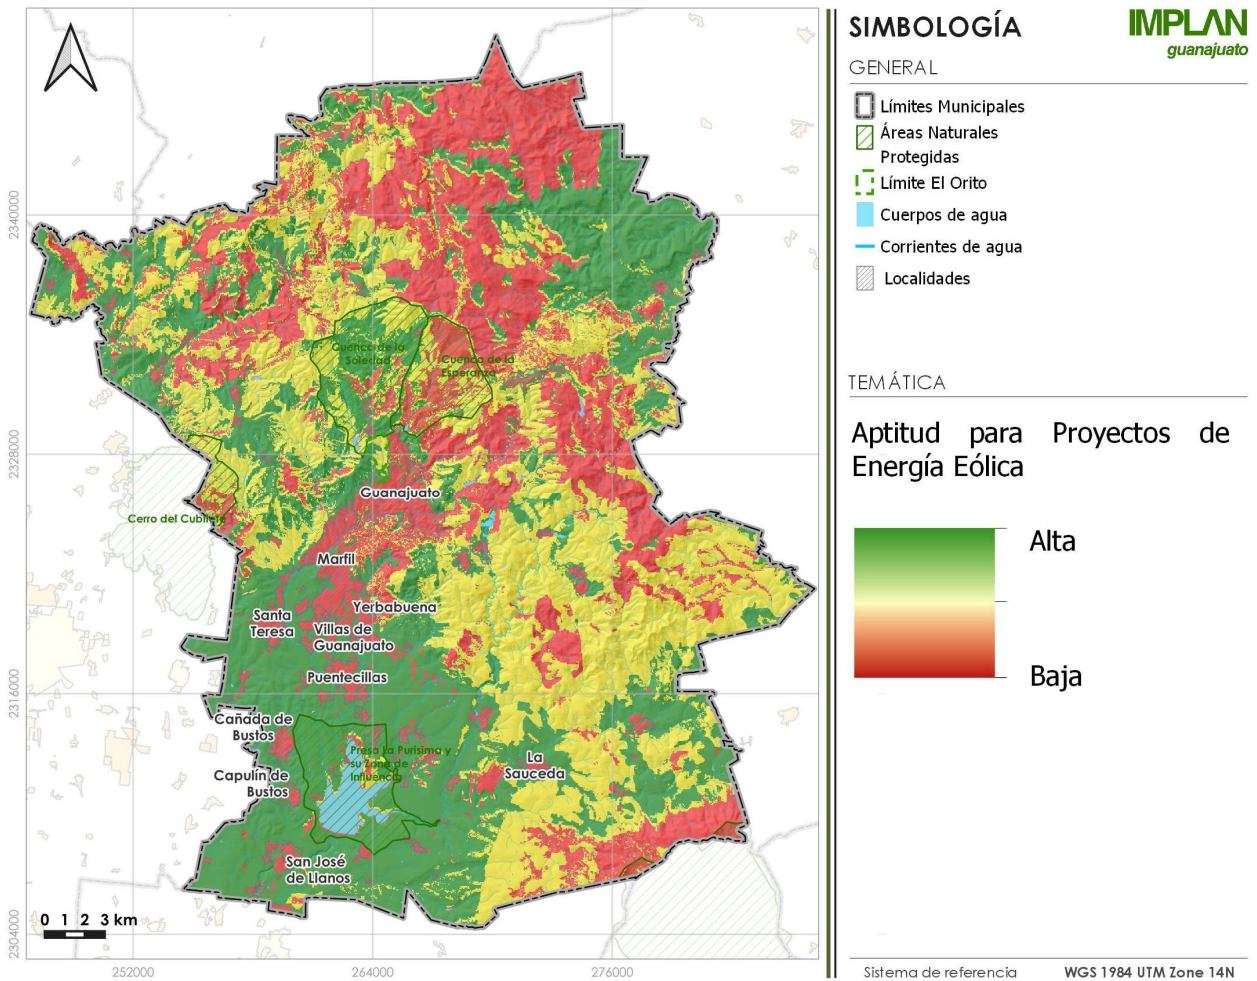 SIMBOLOGÍA
IMPLAN
guanajuato
GENERAL
Límites Municipales
Áreas Naturales
Protegidas
Límite El Orito
Cuerpos de agua
Corrientes de agua
Localidades
TEMÁTICA
Aptitud para Proyectos de
Energía Eólica
Alta
Baja
Sistema de referencia
WGS 1984 UTM Zone 14N
2340000
2328000
2316000
2304000
252000
264000
276000
0 1 2 3 km
Cuenca de la
Soledad
Cuenca de la
Esperanza
Guanajuato
Cerro del Cubilete
Marfil
Yerbabuena
Santa
Teresa
Villas de
Guanajuato
Puentecillas
Cañada de
Bustos
Presa La Purisima y
su Zona de
Influencia
La
Sauceda
Capulín de
Bustos
San José
de Llanos